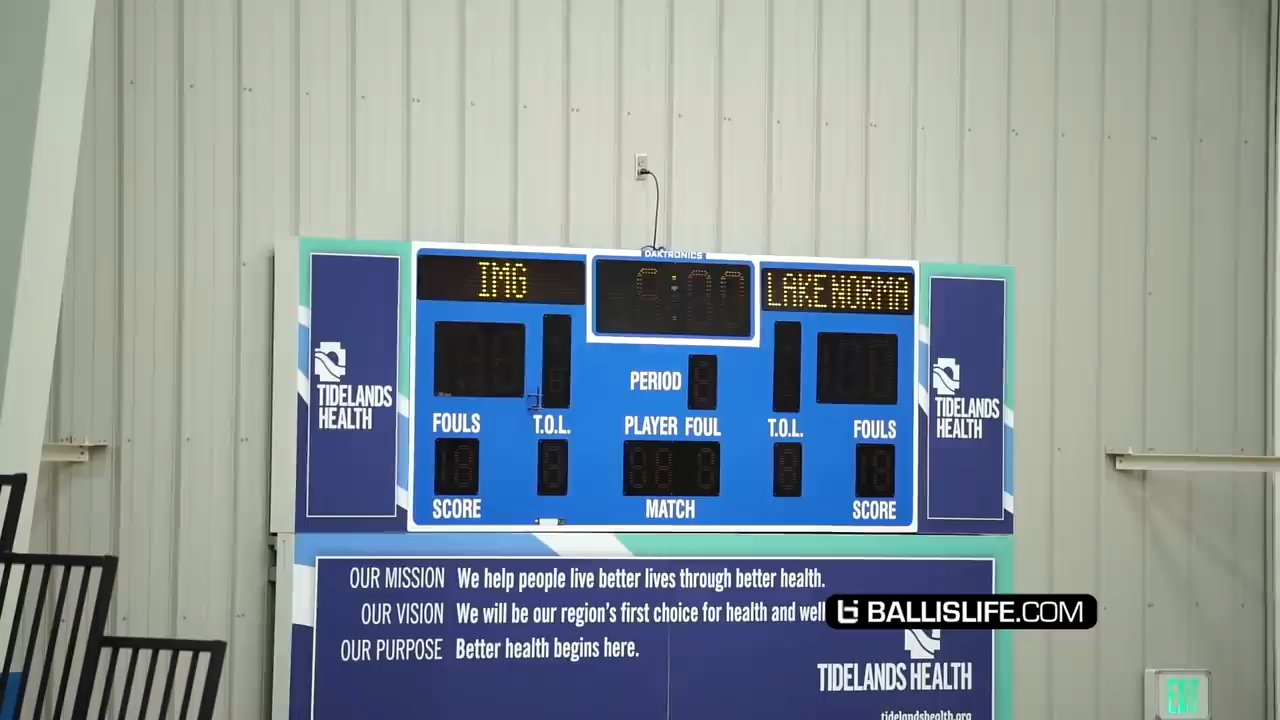 DAKTRONICS
IMG
9:00
LAKE NORMA
TIDELANDS
HEALTH
PERIOD
TIDELANDS
HEALTH
FOULS
T.O.L.
PLAYER FOUL
T.O.L.
FOULS
SCORE
MATCH
SCORE
OUR MISSION We help people live better lives through better health.
OUR VISION We will be our region's first choice for health and well
BALLISLIFE.COM
OUR PURPOSE Better health begins here.
TIDELANDS HEALTH
tidelandshealth.org
EXIT